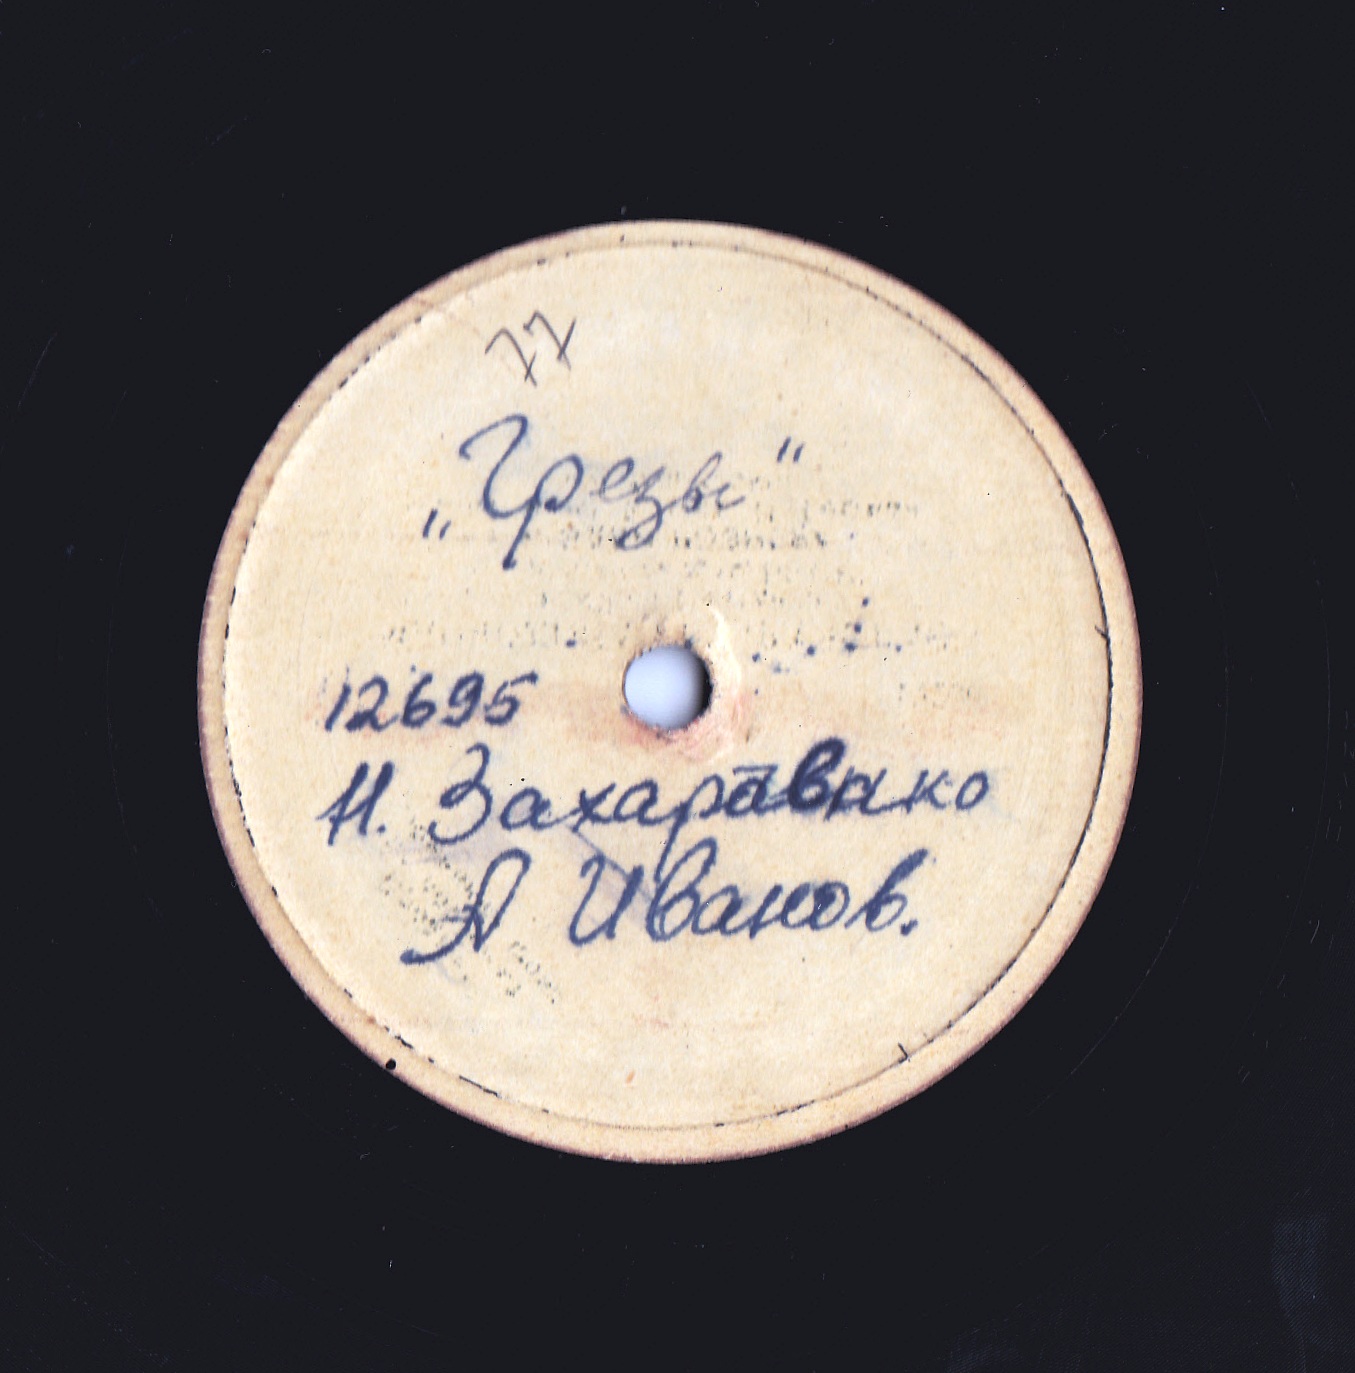 77
„Грезы"
12695
Н. Захаравнко
А Иванов.